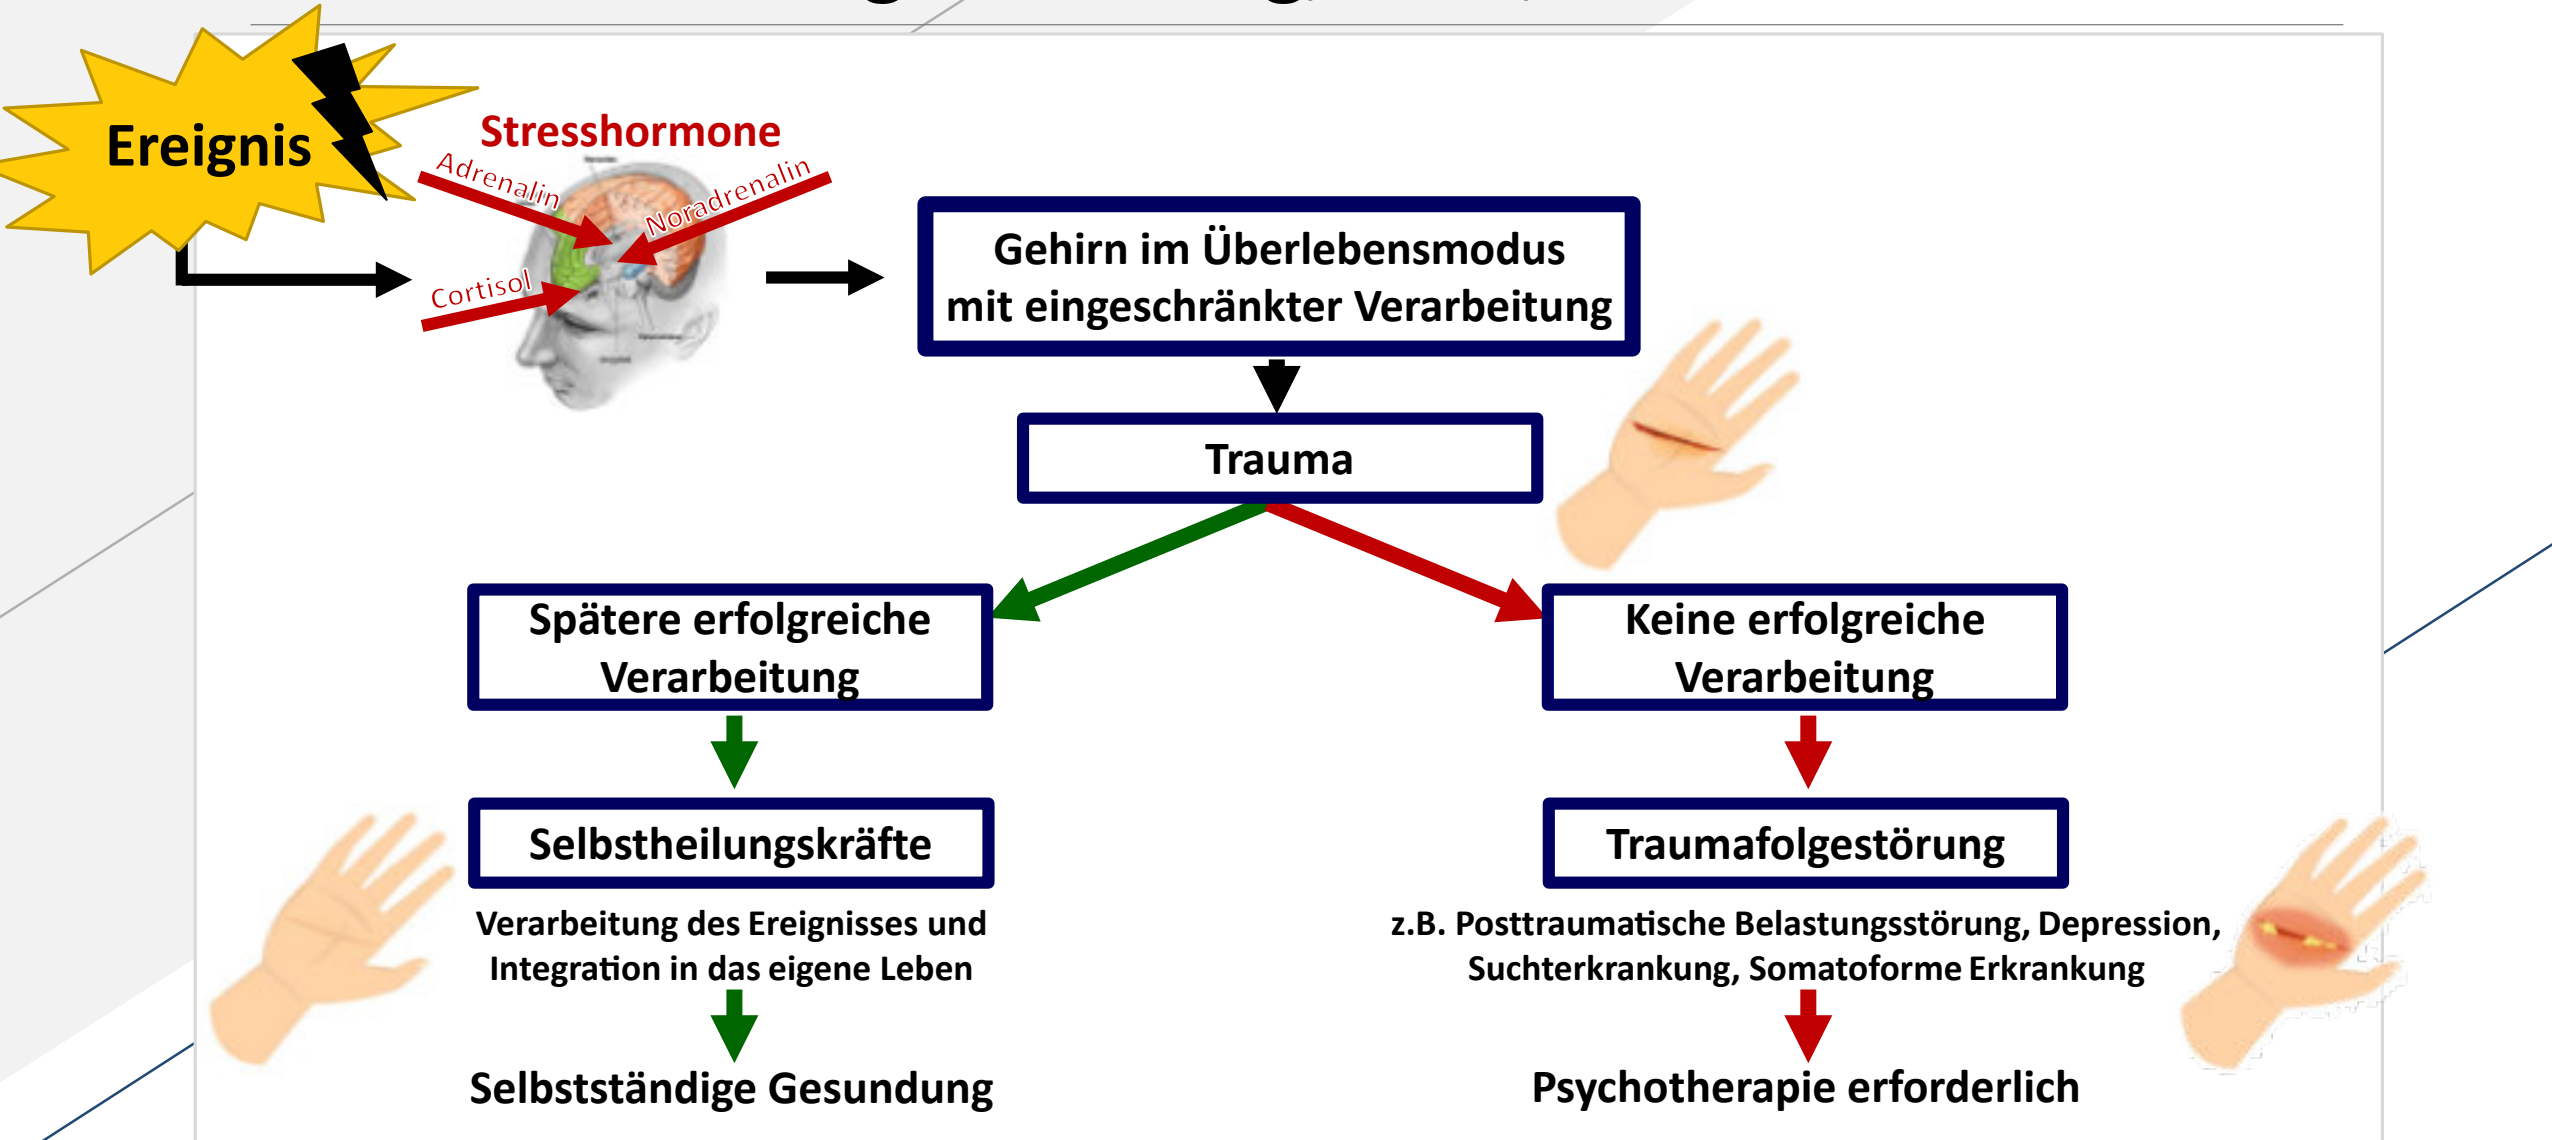 Ereignis
Stresshormone
Adrenalin
Noradrenalin
Cortisol
Gehirn im Überlebensmodus
mit eingeschränkter Verarbeitung
Trauma
Spätere erfolgreiche
Verarbeitung
Keine erfolgreiche
Verarbeitung
Selbstheilungskräfte
Traumafolgestörung
Verarbeitung des Ereignisses und
Integration in das eigene Leben
z.B. Posttraumatische Belastungsstörung, Depression,
Suchterkrankung, Somatoforme Erkrankung
Selbstständige Gesundung
Psychotherapie erforderlich